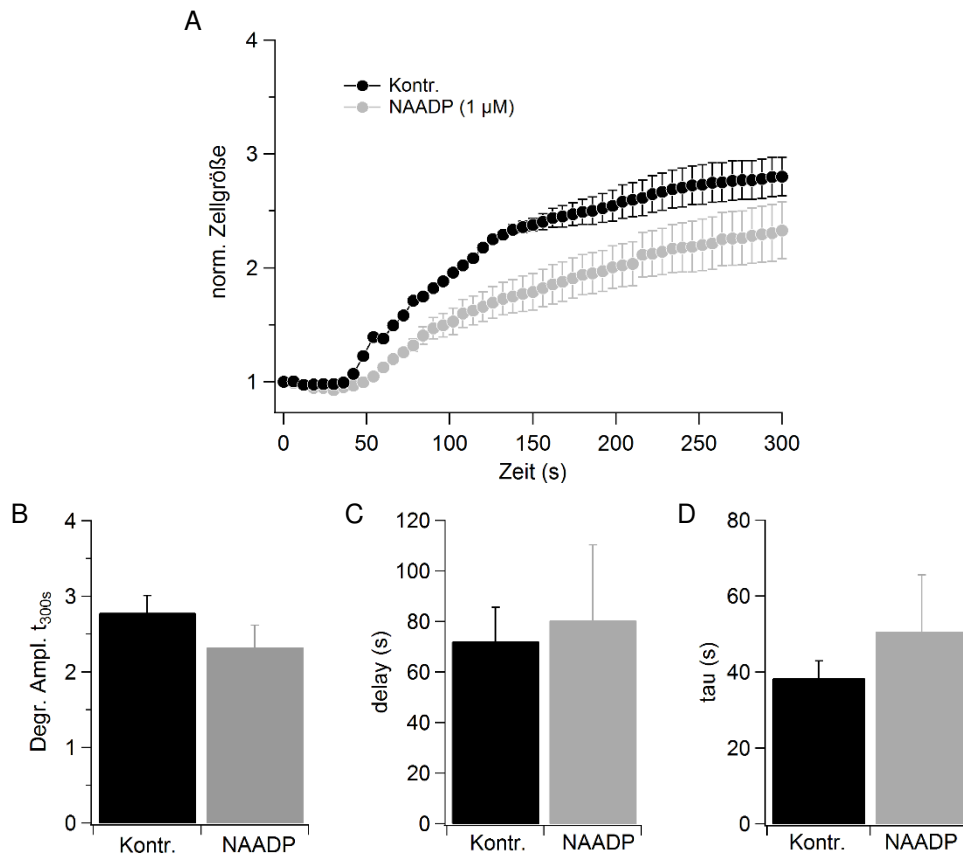 A
4
3
2
1
norm. Zellgröße
Kontr.
NAADP (1 µM)
0 50 100 150 200 250 300
Zeit (s)
B
4
3
2
1
0
Degr. Ampl. t300s
Kontr. NAADP
C
120
100
80
60
40
20
0
delay (s)
Kontr. NAADP
D
80
60
40
20
0
tau (s)
Kontr. NAADP